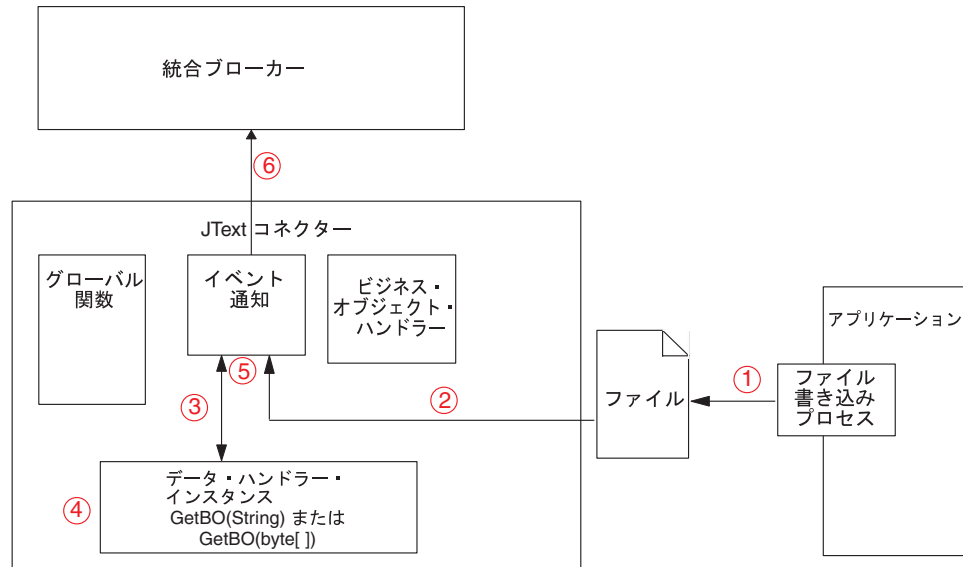 統合ブローカー
⑥
JText コネクター
グローバル
関数
イベント
通知
ビジネス・
オブジェクト・
ハンドラー
アプリケーション
⑤
①
ファイル
書き込み
プロセス
ファイル
②
③
④
データ・ハンドラー・
インスタンス
GetBO(String) または
GetBO(byte[ ])